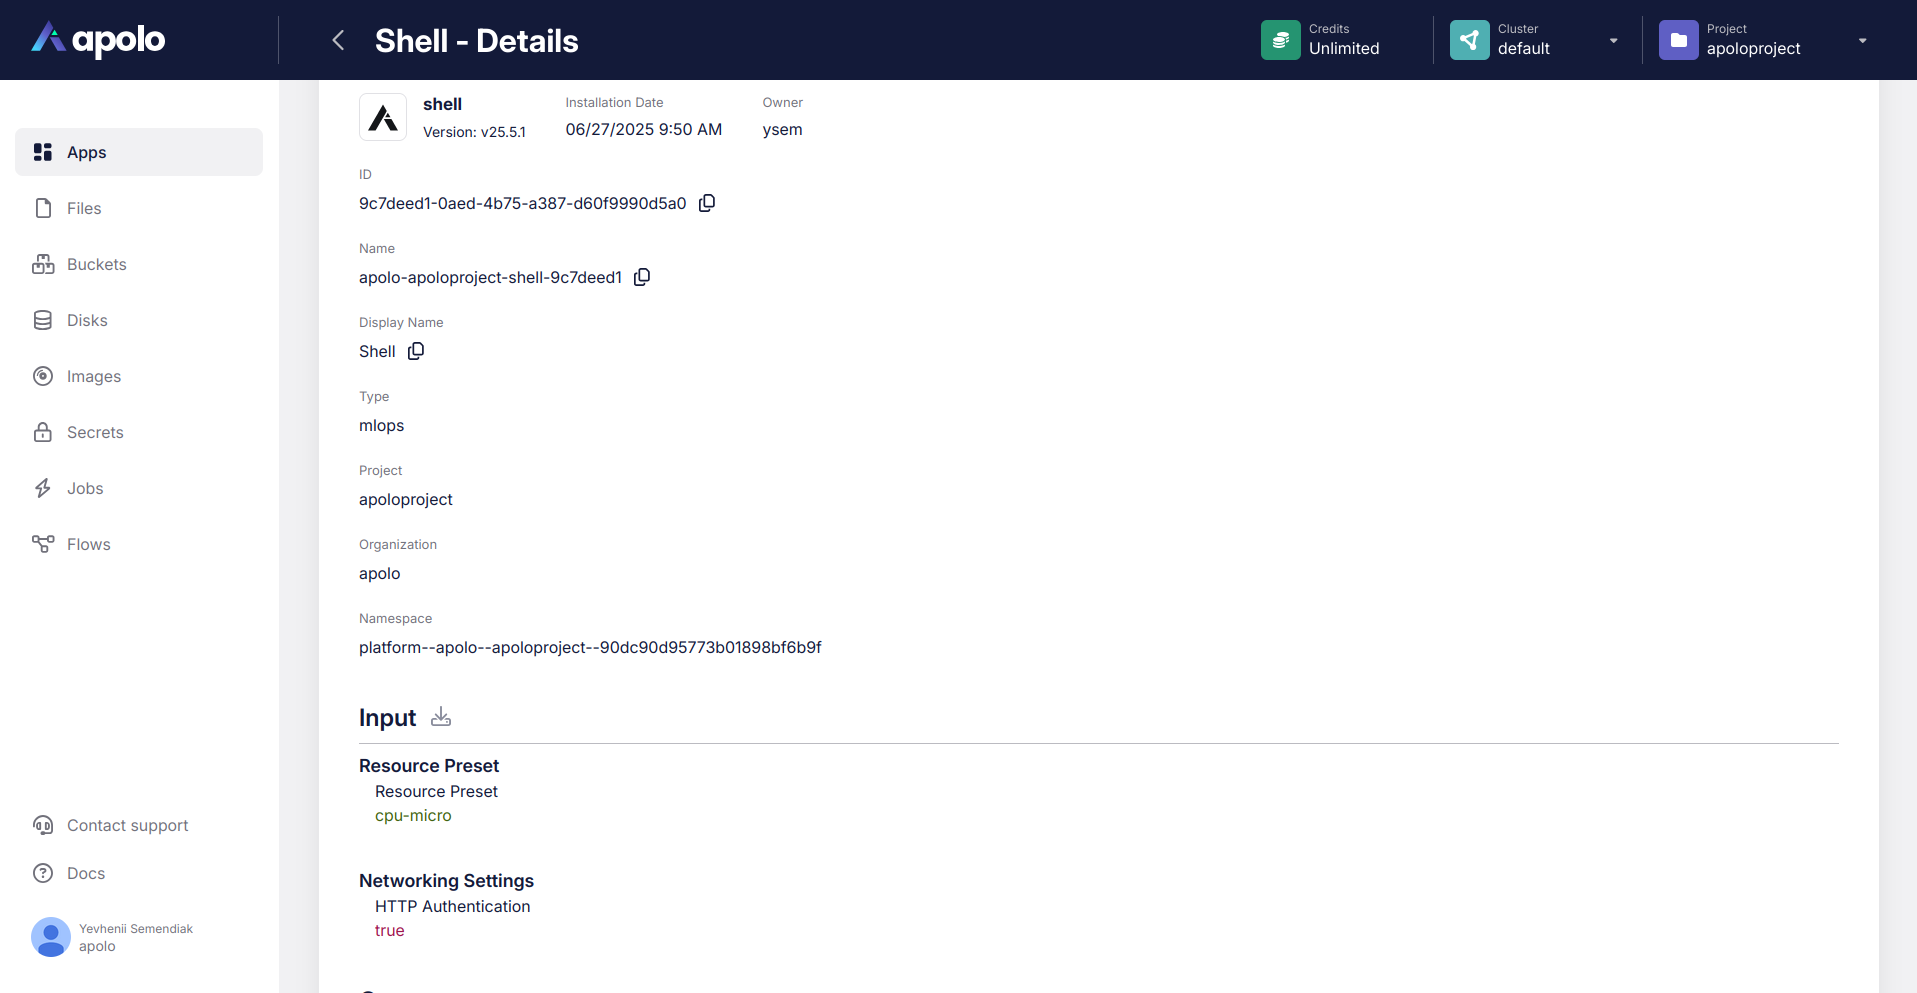 apolo
Shell - Details
Credits
Unlimited
Cluster
default
Project
apoloproject
Apps
Files
Buckets
Disks
Images
Secrets
Jobs
Flows
Contact support
Docs
Yevhenii Semendiak
apolo
shell
Version: v25.5.1
Installation Date
06/27/2025 9:50 AM
Owner
ysem
ID
9c7deed1-0aed-4b75-a387-d60f9990d5a0
Name
apolo-apoloproject-shell-9c7deed1
Display Name
Shell
Type
mlops
Project
apoloproject
Organization
apolo
Namespace
platform--apolo--apoloproject--90dc90d95773b01898bf6b9f
Input
Resource Preset
Resource Preset
cpu-micro
Networking Settings
HTTP Authentication
true